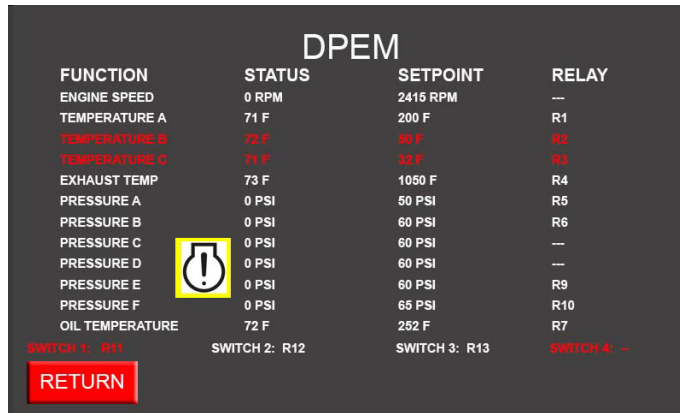 DPEM
FUNCTION STATUS SETPOINT RELAY
ENGINE SPEED 0 RPM 2415 RPM ---
TEMPERATURE A 71 F 200 F R1
TEMPERATURE B 72 F 50 F R2
TEMPERATURE C 71 F 32 F R3
EXHAUST TEMP 73 F 1050 F R4
PRESSURE A 0 PSI 50 PSI R5
PRESSURE B 0 PSI 60 PSI R6
PRESSURE C 0 PSI 60 PSI ---
PRESSURE D 0 PSI 60 PSI ---
PRESSURE E 0 PSI 60 PSI R9
PRESSURE F 0 PSI 65 PSI R10
OIL TEMPERATURE 72 F 252 F R7
SWITCH 1: R11 SWITCH 2: R12 SWITCH 3: R13 SWITCH 4: --
RETURN